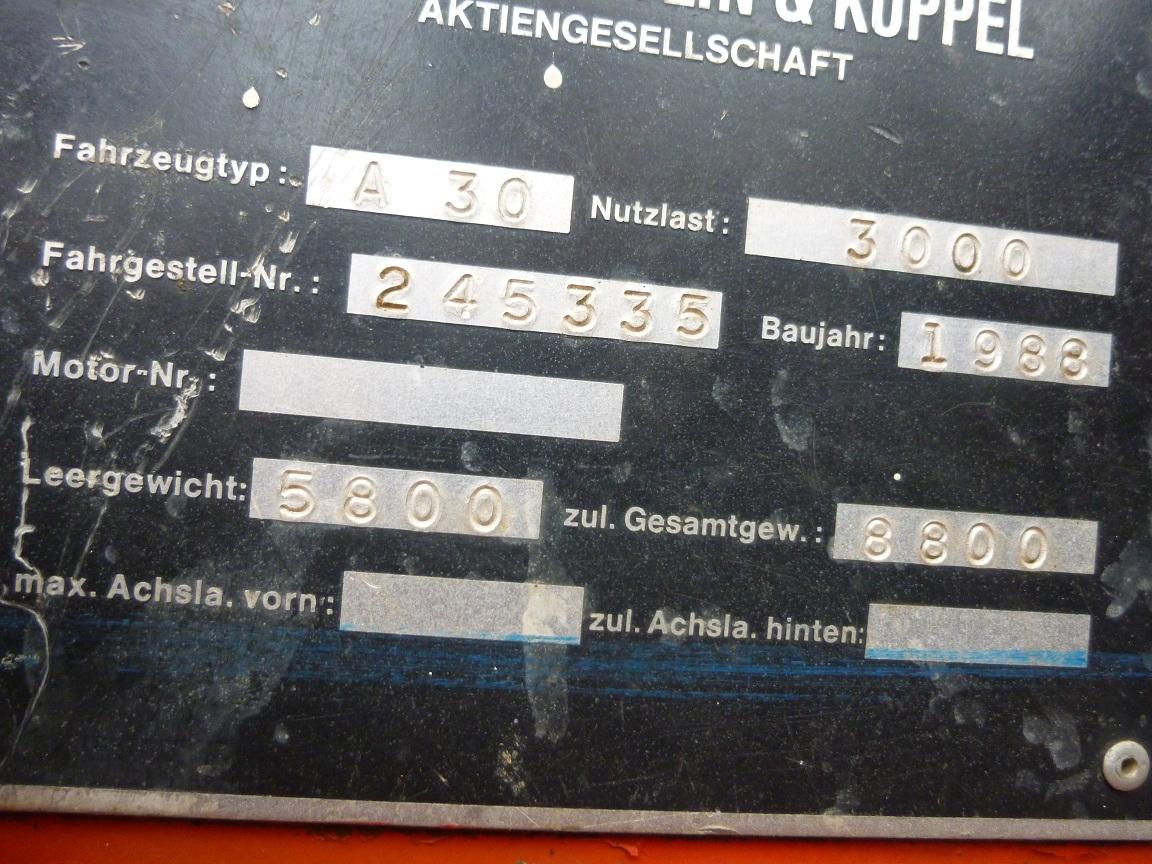 & KOPPEL
AKTIENGESELLSCHAFT
Fahrzeugtyp: A 30 Nutzlast: 3000
Fahrgestell-Nr.: 245335 Baujahr: 1988
Motor-Nr.:
Leergewicht: 5800 zul. Gesamtgew.: 8800
max. Achsla. vorn: zul. Achsla. hinten: